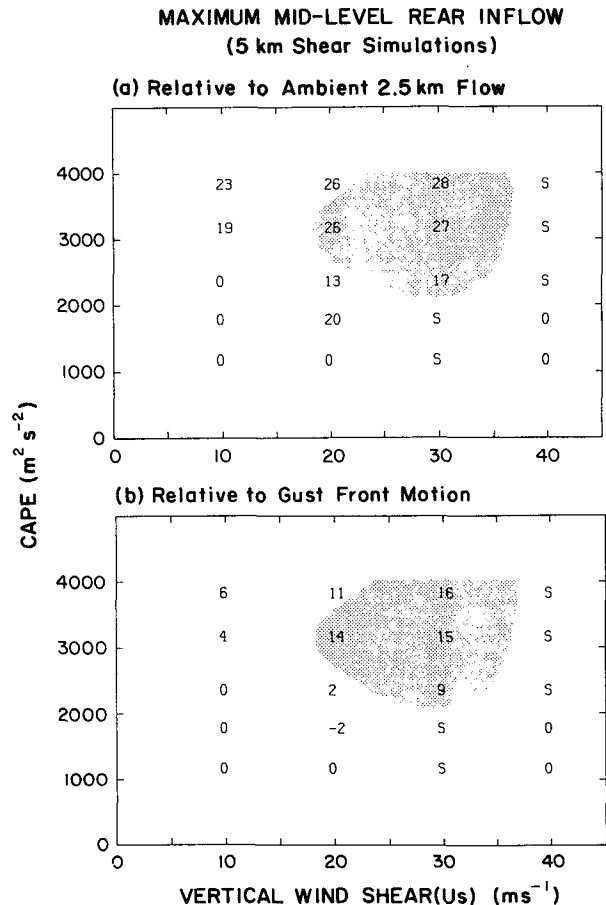 MAXIMUM MID-LEVEL REAR INFLOW
(5 km Shear Simulations)
(a) Relative to Ambient 2.5 km Flow
4000 23 26 28 S
3000 19 26 27 S
0 13 17 S
2000 0 20 S 0
1000 0 0 S 0
0
0 10 20 30 40
CAPE (m² s⁻²)
(b) Relative to Gust Front Motion
4000 6 11 16 S
3000 4 14 15 S
0 2 9 S
2000 0 -2 S 0
1000 0 0 S 0
0
0 10 20 30 40
VERTICAL WIND SHEAR(Us) (ms⁻¹)